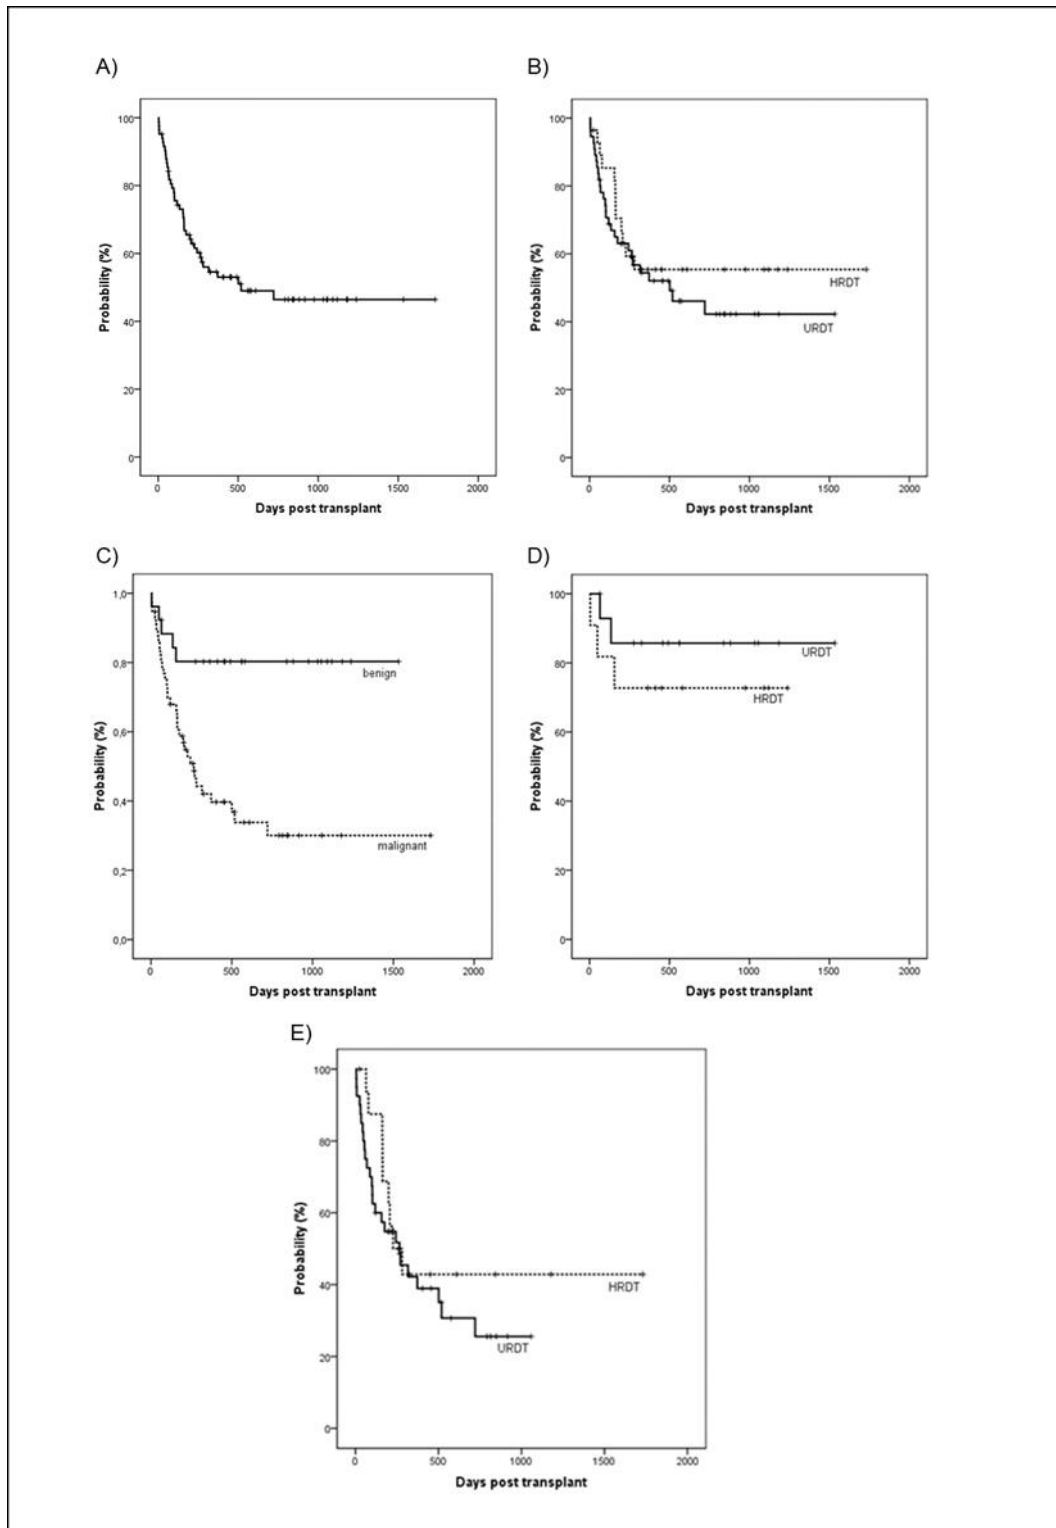 A)
100
80
60
40
20
0
Probability (%)
0 500 1000 1500 2000
Days post transplant
B)
100
80
60
40
20
0
Probability (%)
HRDT
URDT
0 500 1000 1500 2000
Days post transplant
C)
1,0
0,8
0,6
0,4
0,2
0,0
Probability (%)
benign
malignant
0 500 1000 1500 2000
Days post transplant
D)
100
80
60
40
20
0
Probability (%)
URDT
HRDT
0 500 1000 1500 2000
Days post transplant
E)
100
80
60
40
20
0
Probability (%)
HRDT
URDT
0 500 1000 1500 2000
Days post transplant